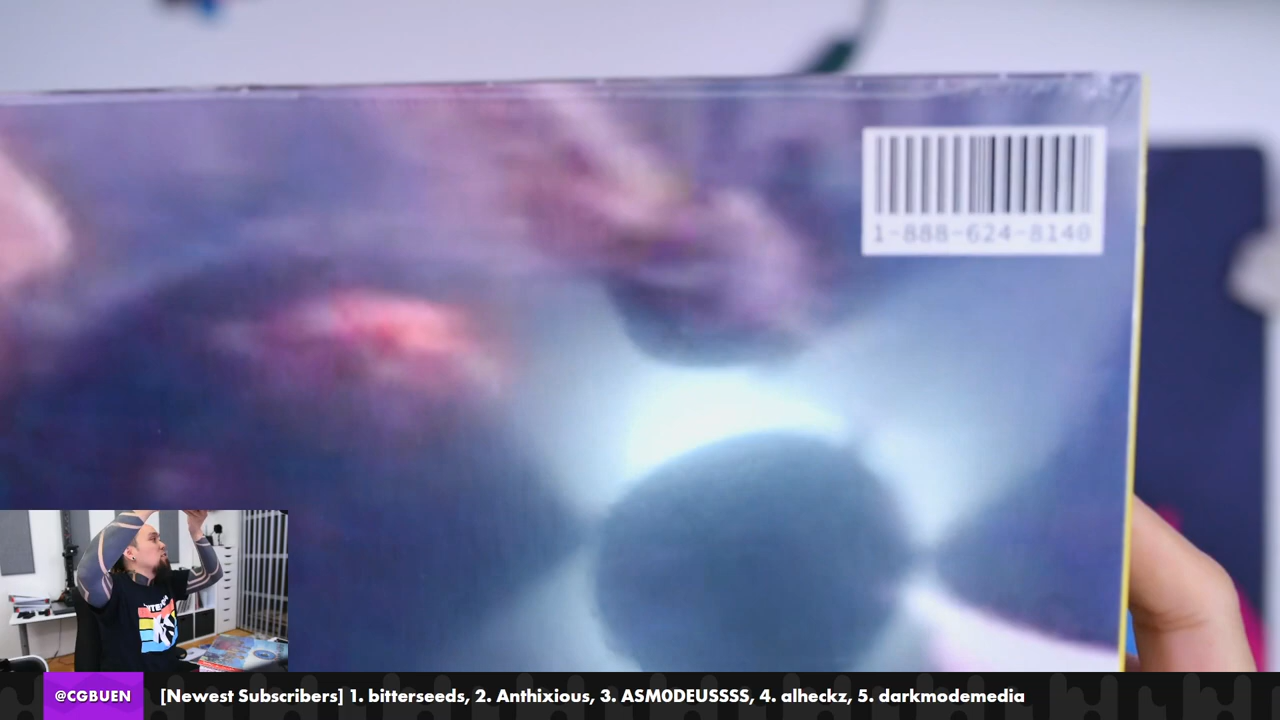 1-888-624-8140
@CGBUEN
[Newest Subscribers] 1. bitterseeds, 2. Anthixious, 3. ASM0DEUSSSS, 4. alheckz, 5. darkmodemedia